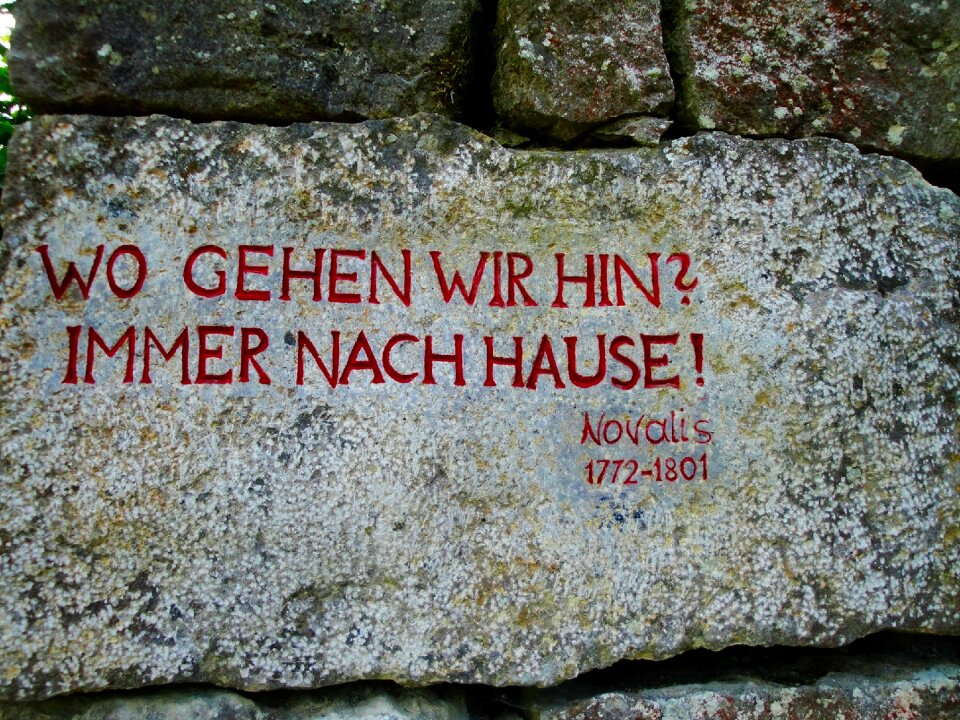 WO GEHEN WIR HIN?
IMMER NACH HAUSE!
Novalis
1772-1801